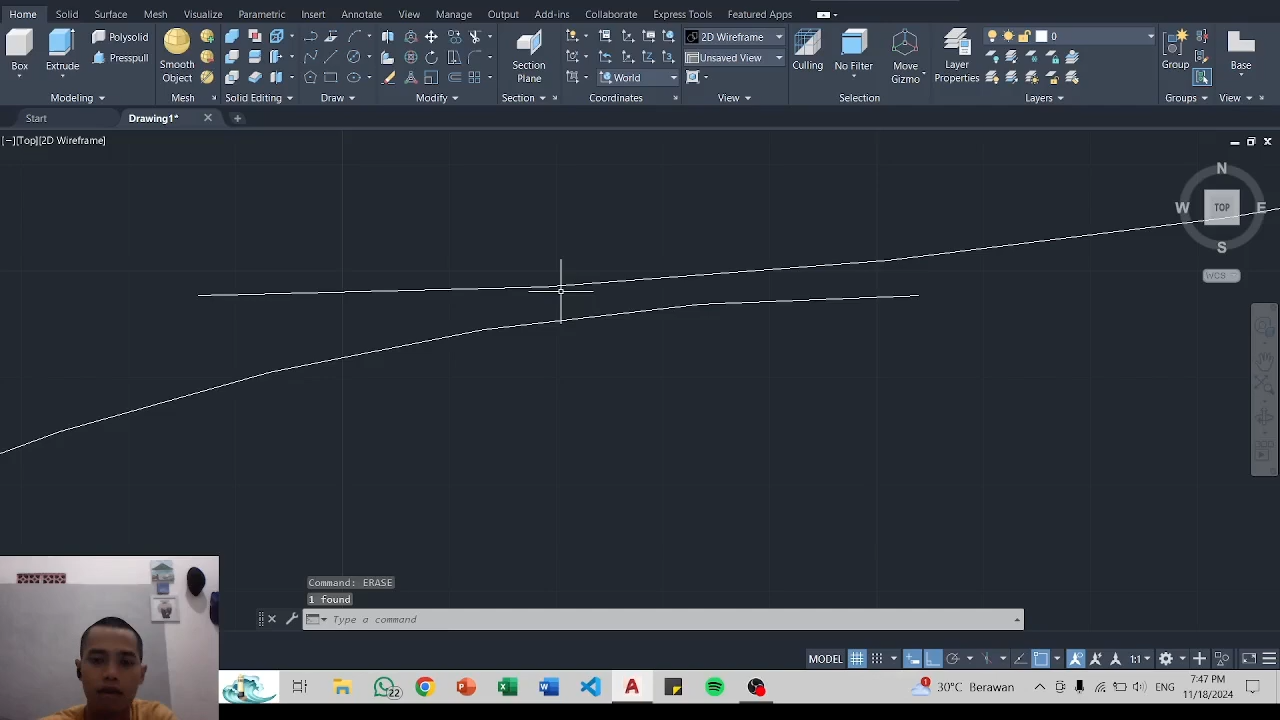 Home Solid Surface Mesh Visualize Parametric Insert Annotate View Manage Output Add-ins Collaborate Express Tools Featured Apps
Polysolid
Presspull
Box Extrude
Smooth
Object
Section
Plane
World
2D Wireframe
Unsaved View
Culling No Filter Move
Gizmo
Layer
Properties
0
Group
Base
Modeling Mesh Solid Editing Draw Modify Section Coordinates View Selection Layers Groups View
Start Drawing1*
[−][Top][2D Wireframe]
N
W TOP E
S
WCS
Command: ERASE
1 found
Type a command
MODEL 1:1
22
1 30°C Berawan ENG 7:47 PM
11/18/2024